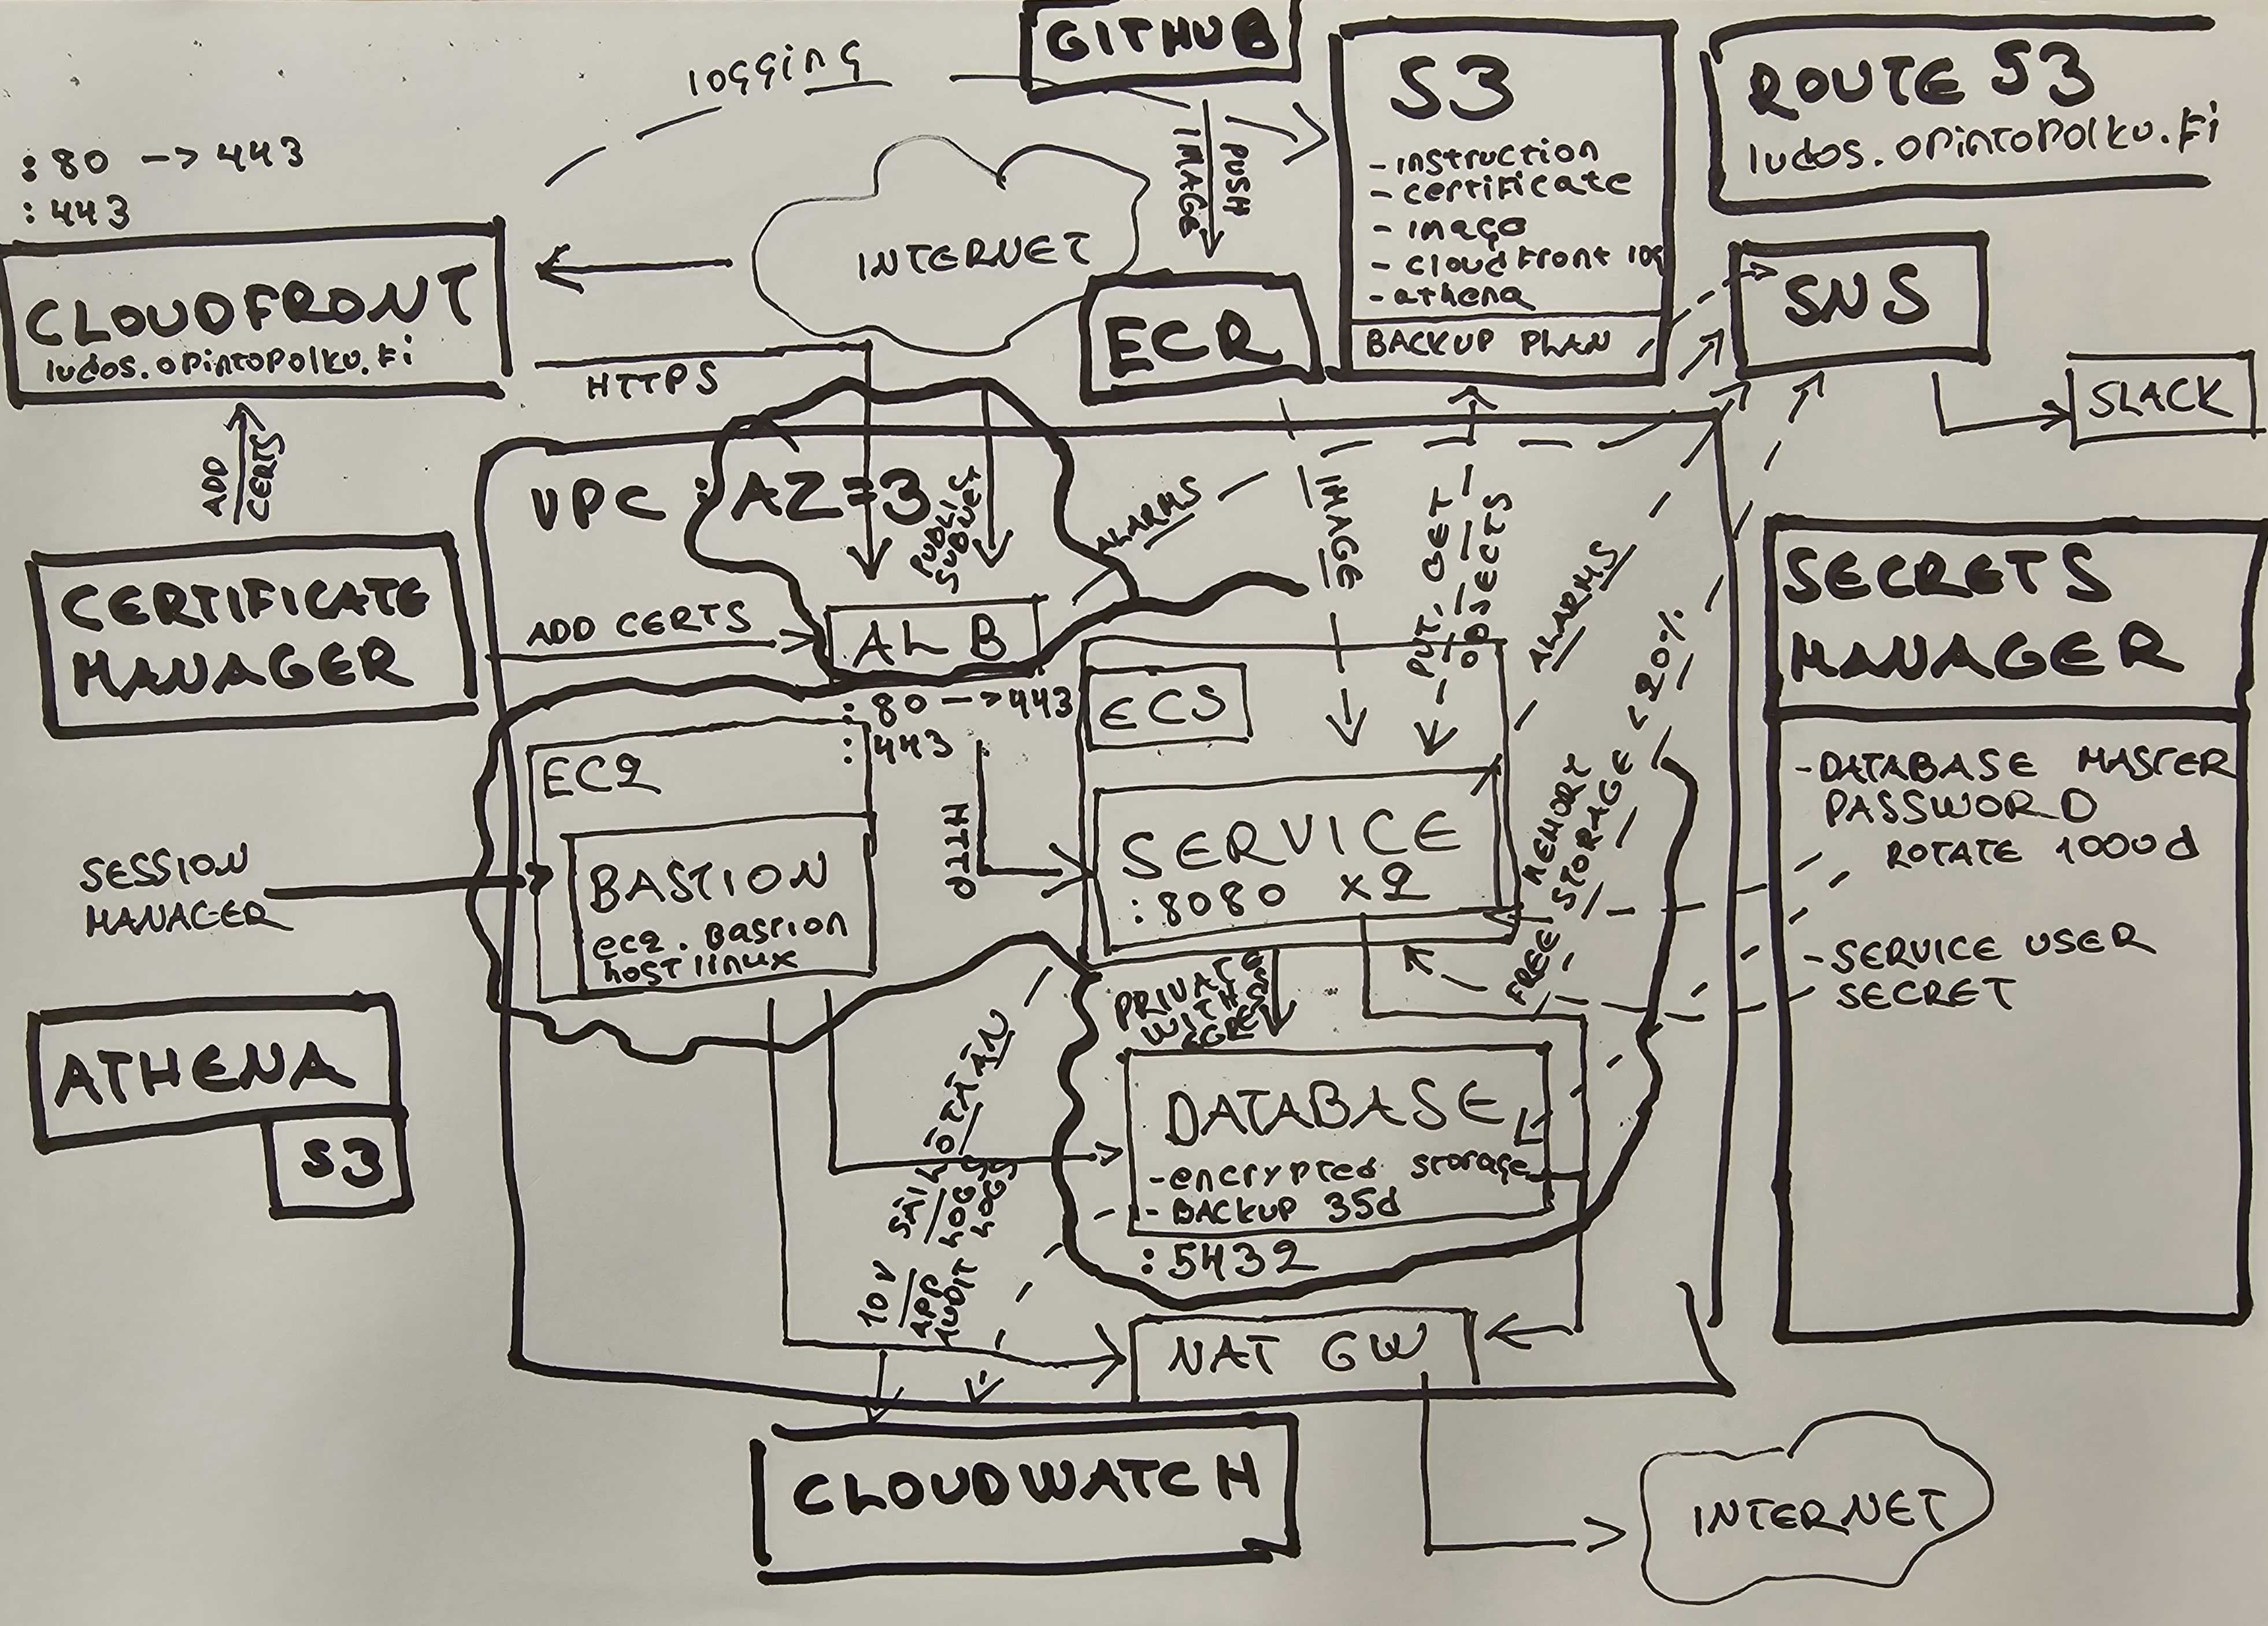 GITHUB
logging
S3
- instruction
- certificate
- image
- cloudfront log
- athena
BACKUP PLAN
ROUTE 53
ludos.opintopolku.fi
:80 -> 443
:443
PUSH
IMAGE
INTERNET
CLOUDFRONT
ludos.opintopolku.fi
HTTPS
ECR
SNS
SLACK
ADD
CERTS
VPC : AZ=3
PUBLIC
SUBNET
ALARMS
IMAGE
PUT, GET
OBJECTS
ALARMS
CERTIFICATE
MANAGER
ADD CERTS
ALB
:80 -> 443
:443
ECS
SECRETS
MANAGER
- DATABASE MASTER
PASSWORD
ROTATE 1000d
- SERVICE USER
SECRET
EC2
BASTION
ec2.Bastion
host linux
HTTP
SERVICE
:8080 x2
FREE MEMORY
STORAGE <20%
SESSION
MANAGER
PRIVATE
WITH
EGRESS
ATHENA
S3
DATABASE
- encrypted storage
- BACKUP 35d
:5432
10V SÄILÖTÄÄN
APP LOGS
AUDIT LOGS
NAT GW
CLOUDWATCH
INTERNET